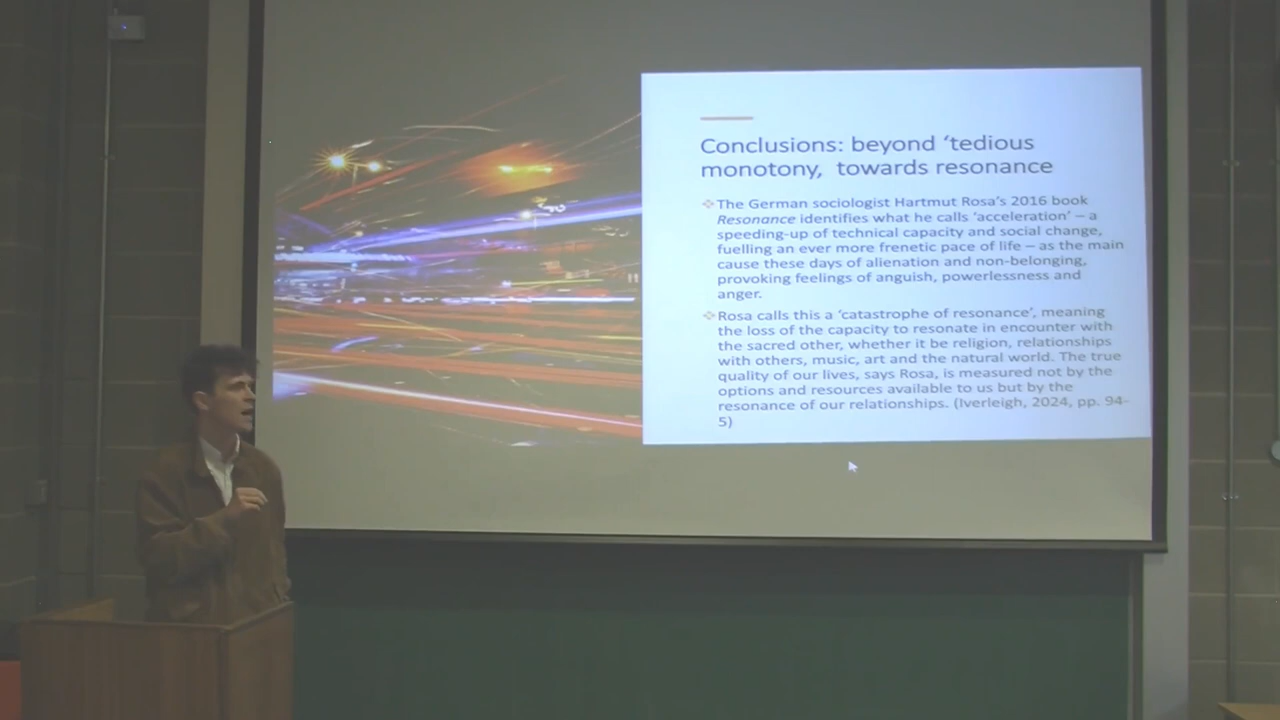 Conclusions: beyond ‘tedious
monotony,  towards resonance
The German sociologist Hartmut Rosa’s 2016 book
Resonance identifies what he calls ‘acceleration’ – a
speeding-up of technical capacity and social change,
fuelling an ever more frenetic pace of life – as the main
cause these days of alienation and non-belonging,
provoking feelings of anguish, powerlessness and
anger.
Rosa calls this a ‘catastrophe of resonance’, meaning
the loss of the capacity to resonate in encounter with
the sacred other, whether it be religion, relationships
with others, music, art and the natural world. The true
quality of our lives, says Rosa, is measured not by the
options and resources available to us but by the
resonance of our relationships. (Iverleigh, 2024, pp. 94-
5)